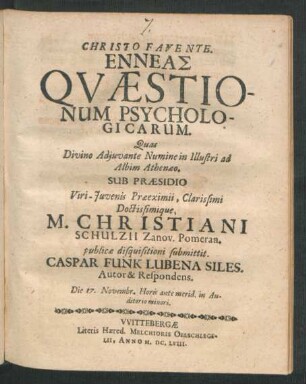 7.
CHRISTO FAVENTE.
ENNEAΣ
QVÆSTIO-
NUM PSYCHOLO-
GICARUM.
Quas
Divino Adjuvante Numine in Illustri ad
Albim Athenæo,
SUB PRÆSIDIO
Viri-Juvenis Præeximii, Clarissimi
Doctissimique,
M. CHRISTIANI
SCHULZII Zanov. Pomeran.
publicæ disquisitioni submittit.
CASPAR FUNK LUBENA SILES.
Autor & Respondens.
Die 17. Novembr. Horis ante merid. in Au-
ditorio minori.
VVITTEBERGÆ
Literis Hæred. MELCHIORIS OELSCHLEGE-
LII, ANNO M. DC. LVIII.